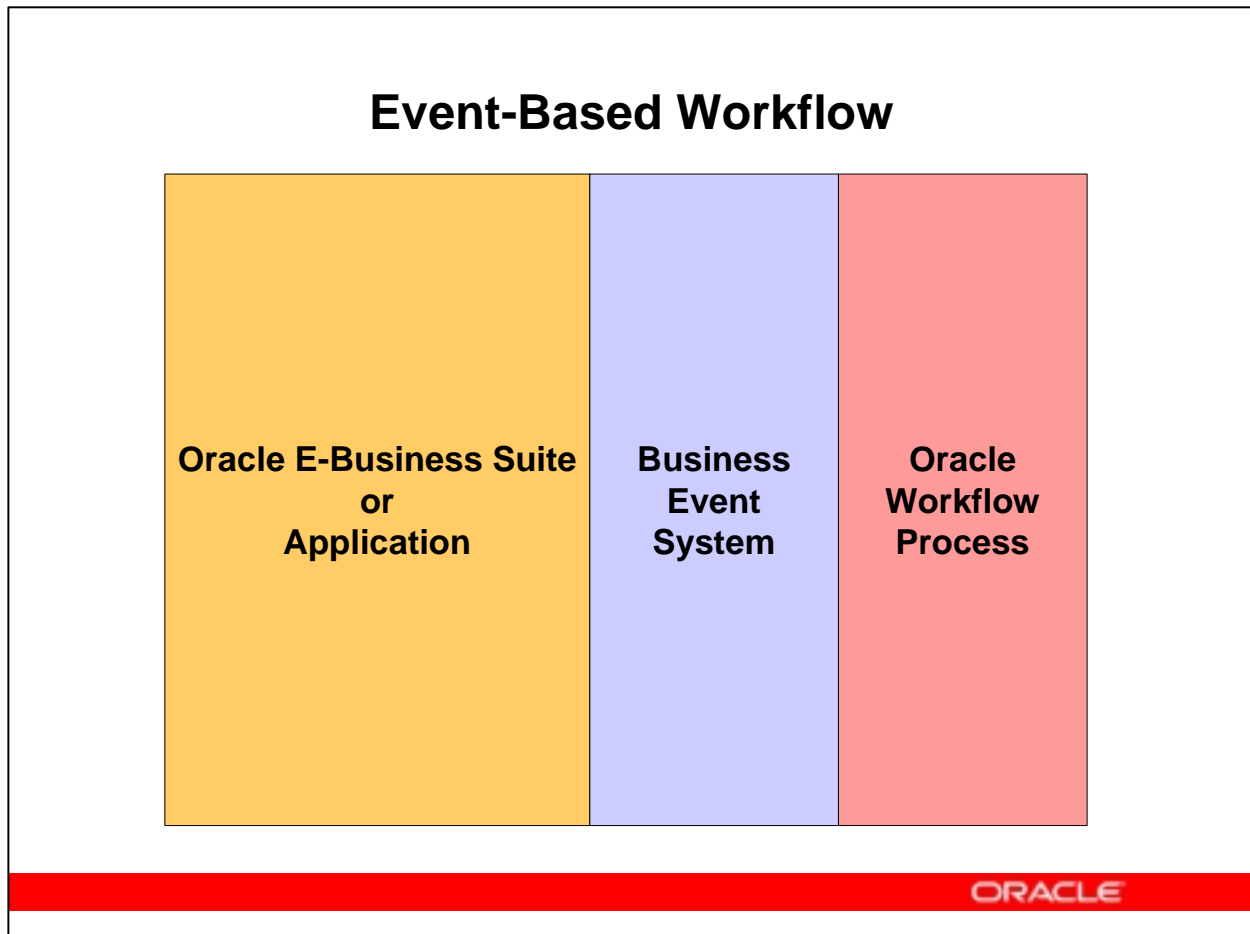 Event-Based Workflow
Oracle E-Business Suite
or
Application
Business
Event
System
Oracle
Workflow
Process
ORACLE